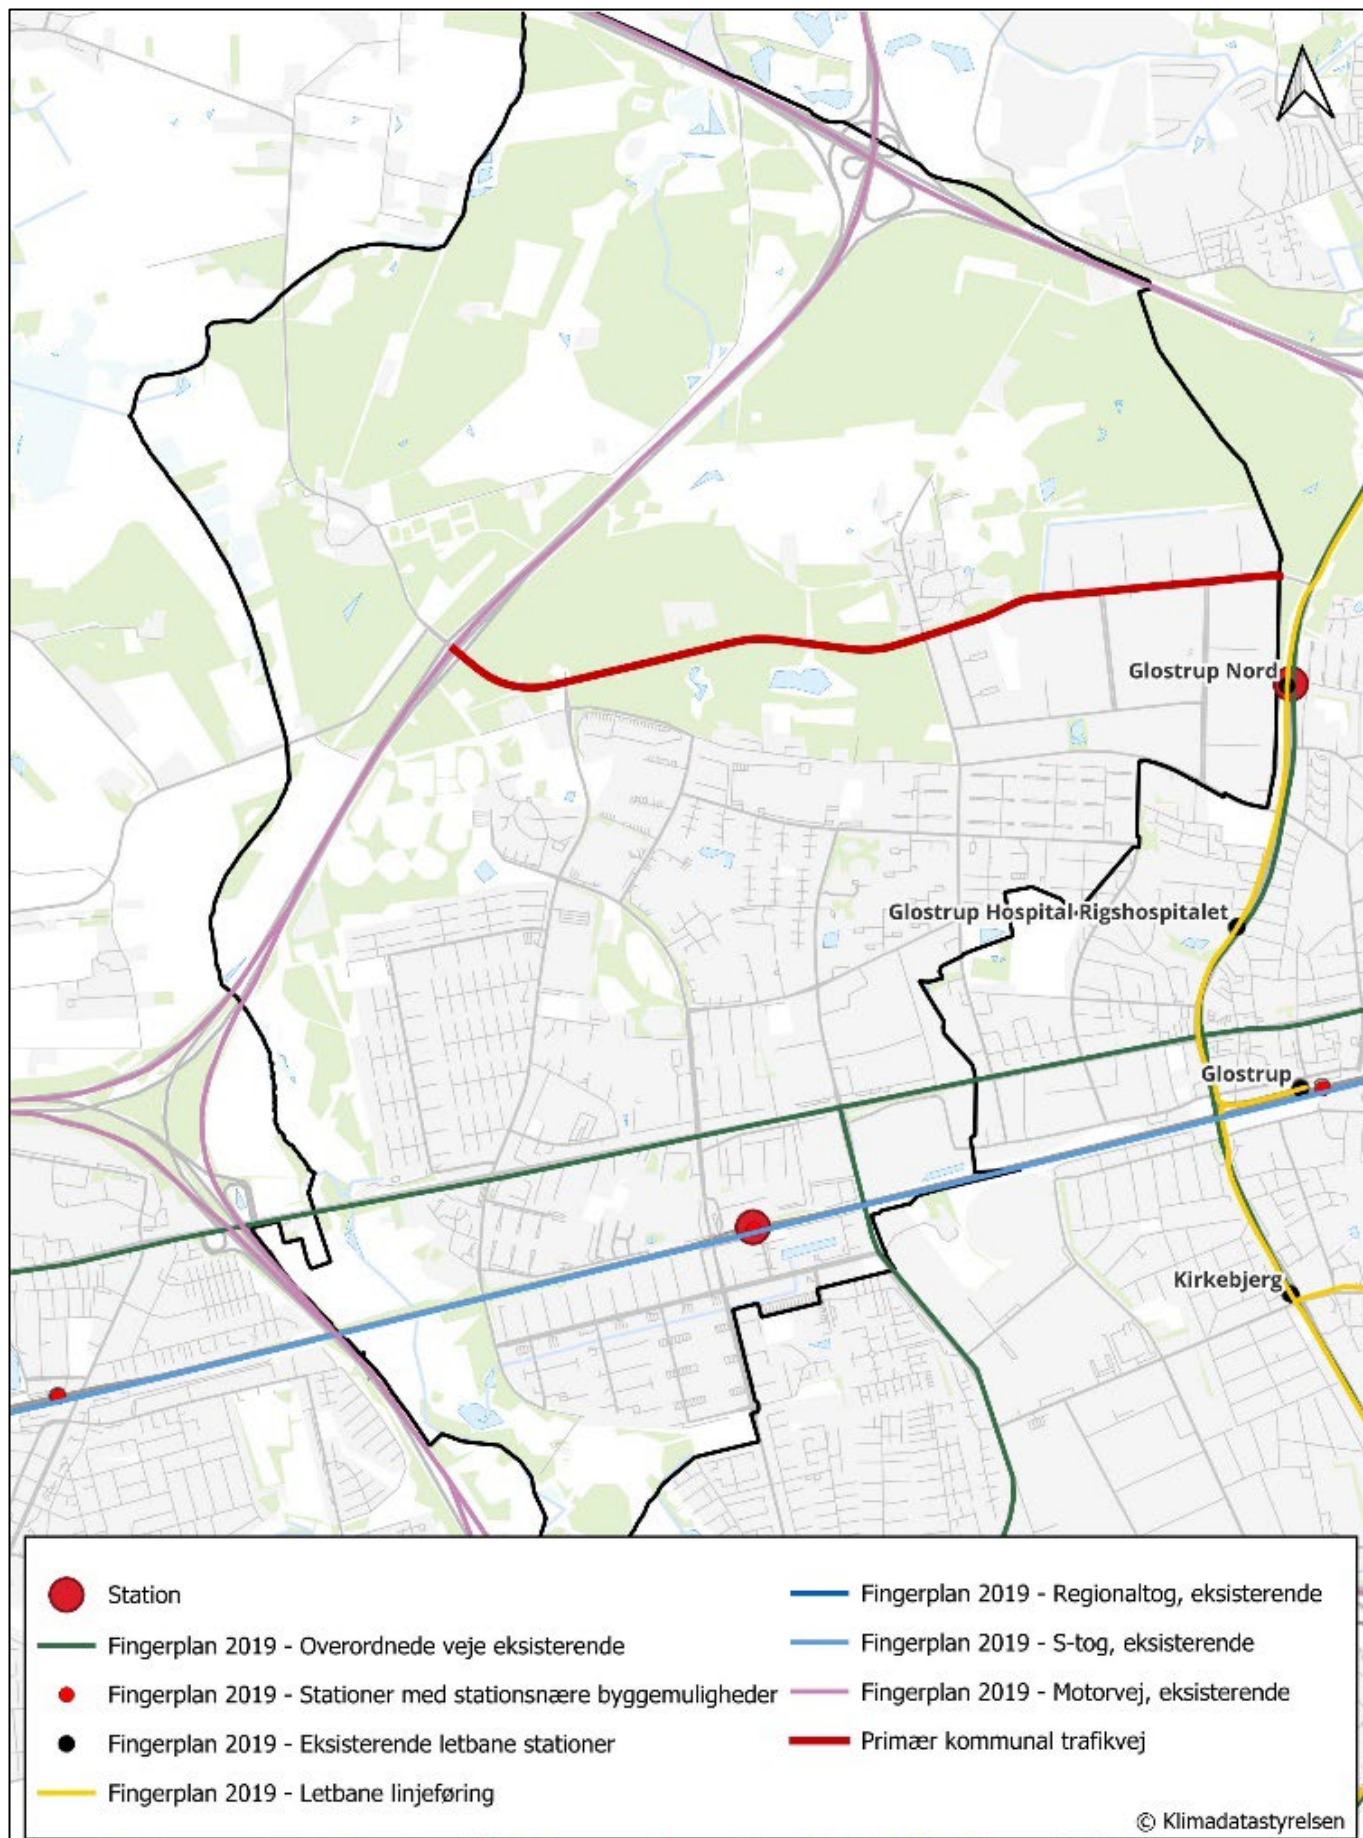 Glostrup Nord
Glostrup Hospital Rigshospitalet
Glostrup
Kirkebjerg
Station
Fingerplan 2019 - Overordnede veje eksisterende
Fingerplan 2019 - Stationer med stationsnære byggemuligheder
Fingerplan 2019 - Eksisterende letbane stationer
Fingerplan 2019 - Letbane linjeføring
Fingerplan 2019 - Regionaltog, eksisterende
Fingerplan 2019 - S-tog, eksisterende
Fingerplan 2019 - Motorvej, eksisterende
Primær kommunal trafikvej
© Klimadatastyrelsen